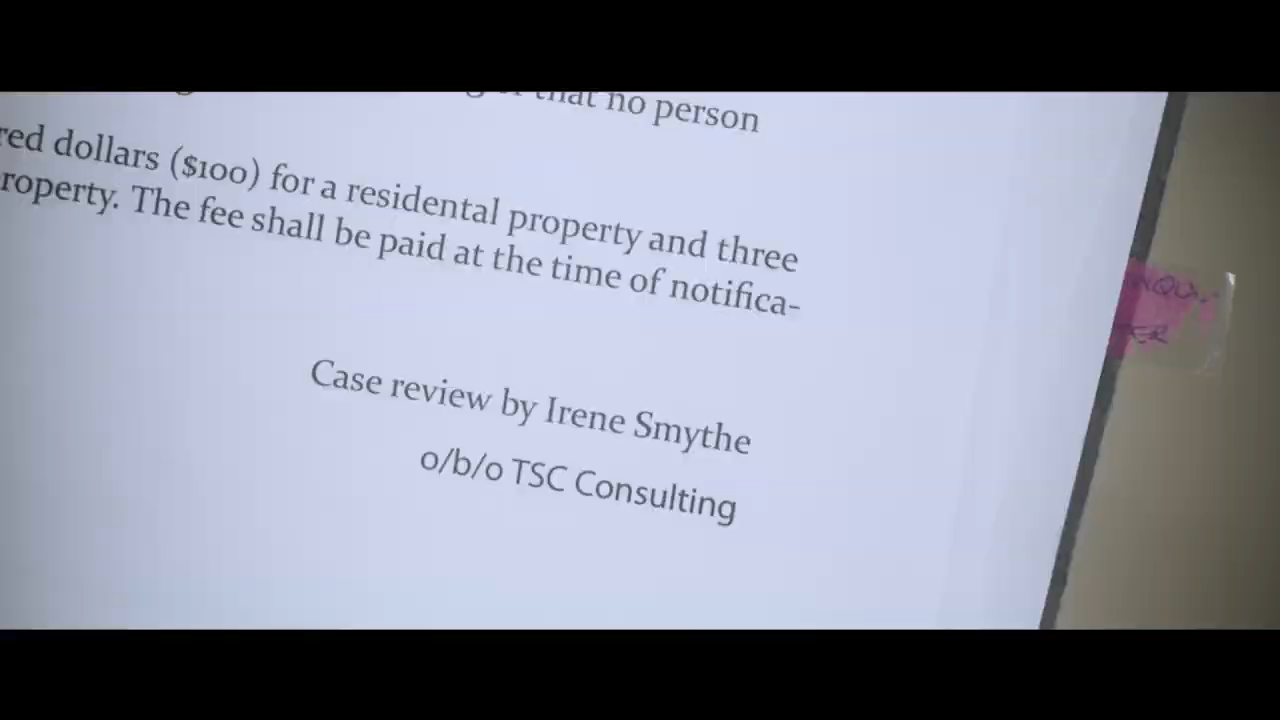 that no person
red dollars ($100) for a residental property and three
roperty. The fee shall be paid at the time of notifica-
Case review by Irene Smythe
o/b/o TSC Consulting